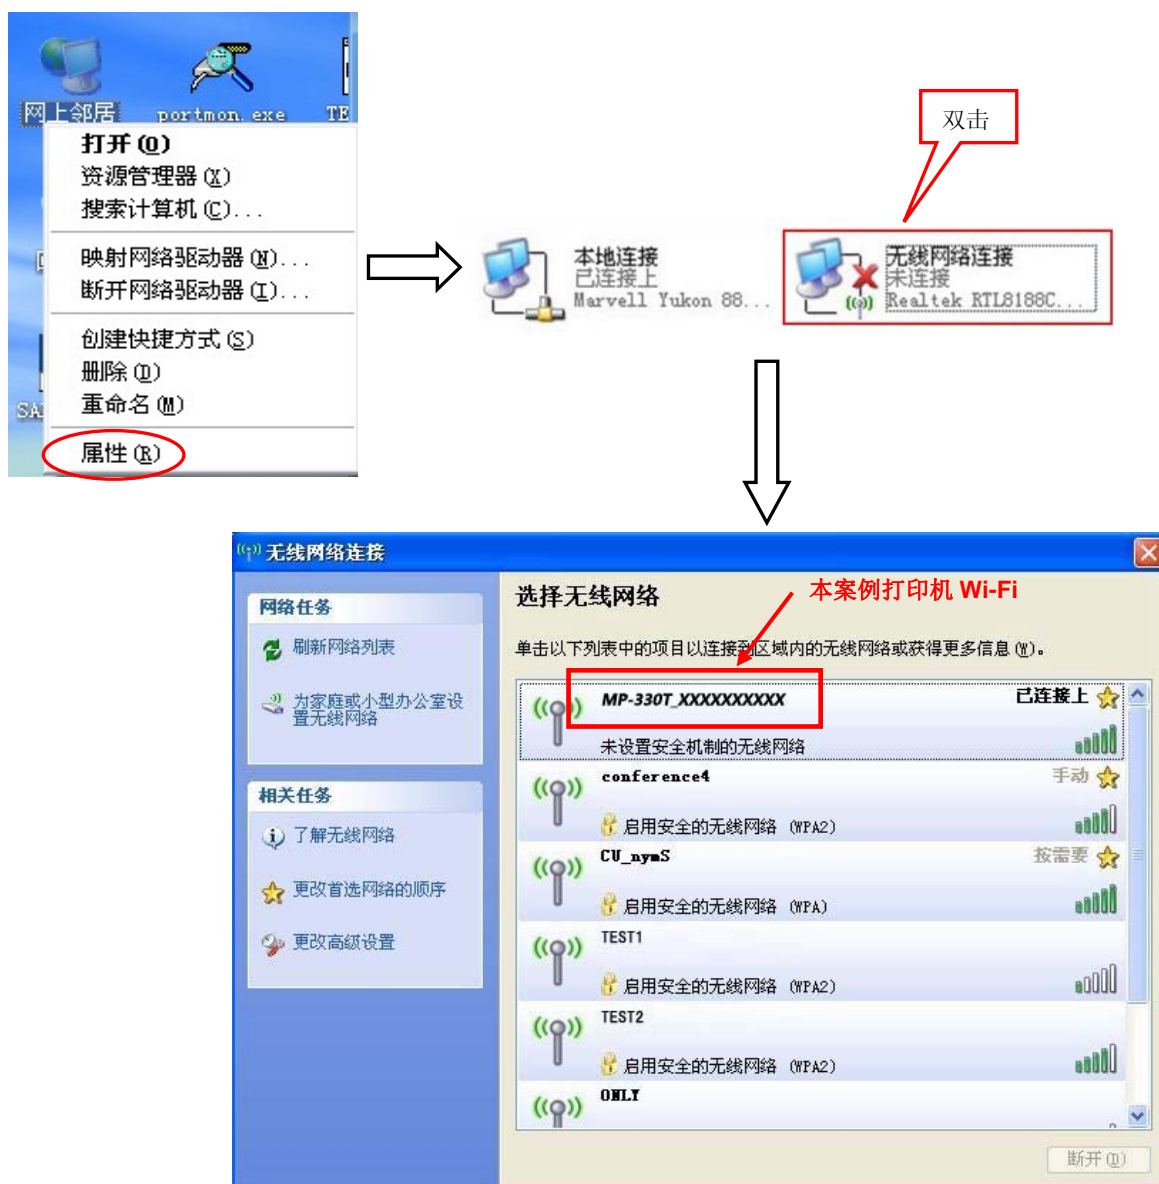 网上邻居
portmon.exe
TE
打开(O)
资源管理器(X)
搜索计算机(C)...
映射网络驱动器(N)...
断开网络驱动器(I)...
创建快捷方式(S)
删除(D)
重命名(M)
属性(R)
SA
双击
本地连接
已连接上
Marvell Yukon 88...
无线网络连接
未连接
Realtek RTL8188C...
无线网络连接
网络任务
刷新网络列表
为家庭或小型办公室设
置无线网络
相关任务
了解无线网络
更改首选网络的顺序
更改高级设置
选择无线网络
本案例打印机 Wi-Fi
单击以下列表中的项目以连接到区域内的无线网络或获得更多信息(W)。
MP-330T_XXXXXXXXXX
已连接上
未设置安全机制的无线网络
conference4
手动
启用安全的无线网络 (WPA2)
CU_nymS
按需要
启用安全的无线网络 (WPA)
TEST1
启用安全的无线网络 (WPA2)
TEST2
启用安全的无线网络 (WPA2)
ONLY
断开(D)